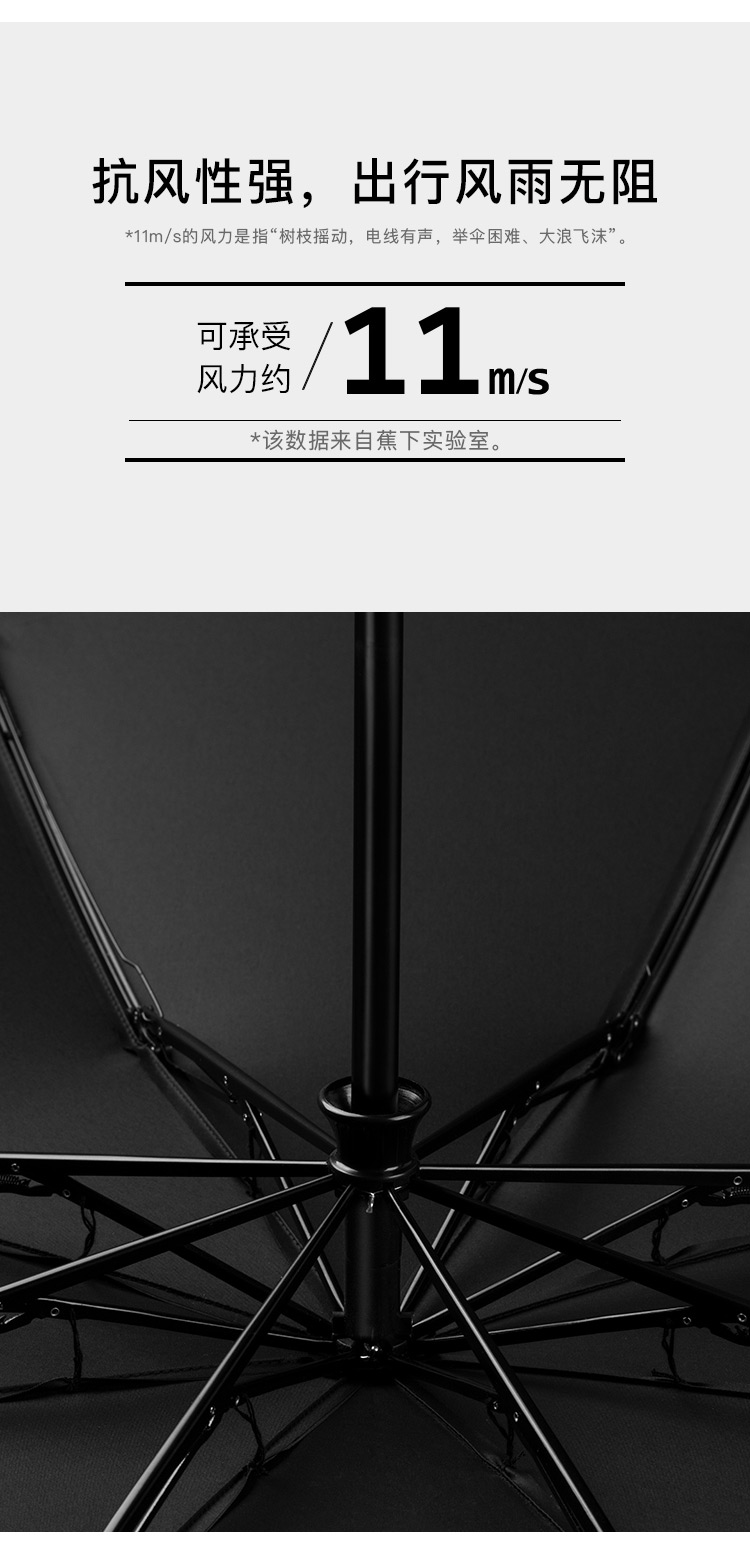 抗风性强，出行风雨无阻
*11m/s的风力是指“树枝摇动，电线有声，举伞困难、大浪飞沫”。
可承受
风力约
11m/s
*该数据来自蕉下实验室。